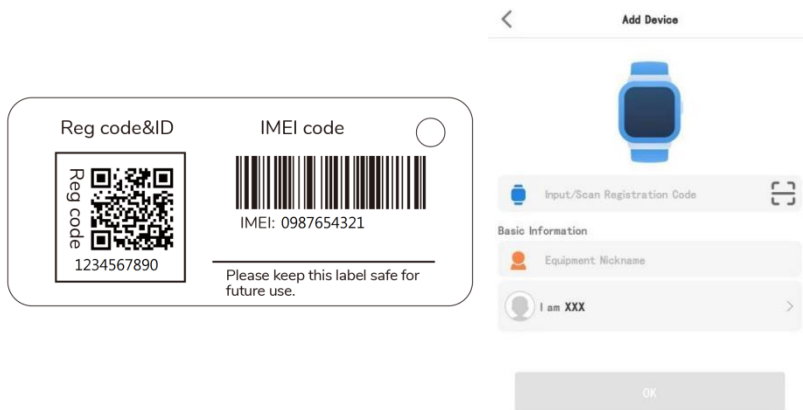 Reg code&ID
IMEI code
Reg code
1234567890
IMEI: 0987654321
Please keep this label safe for
future use.
Add Device
Input/Scan Registration Code
Basic Information
Equipment Nickname
I am XXX
OK